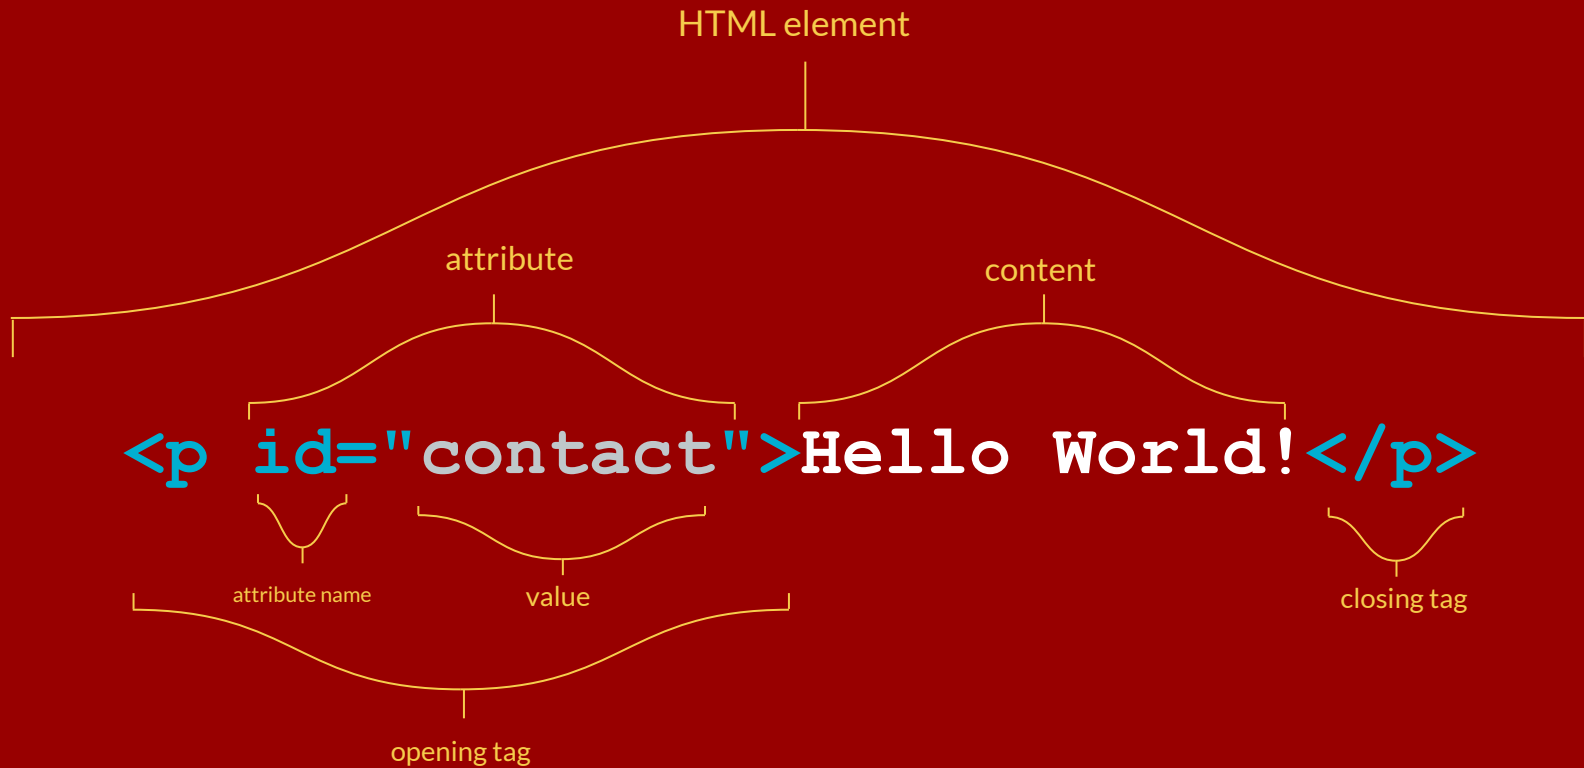 HTML element
attribute
content
<p id="contact">Hello World!</p>
attribute name
value
closing tag
opening tag